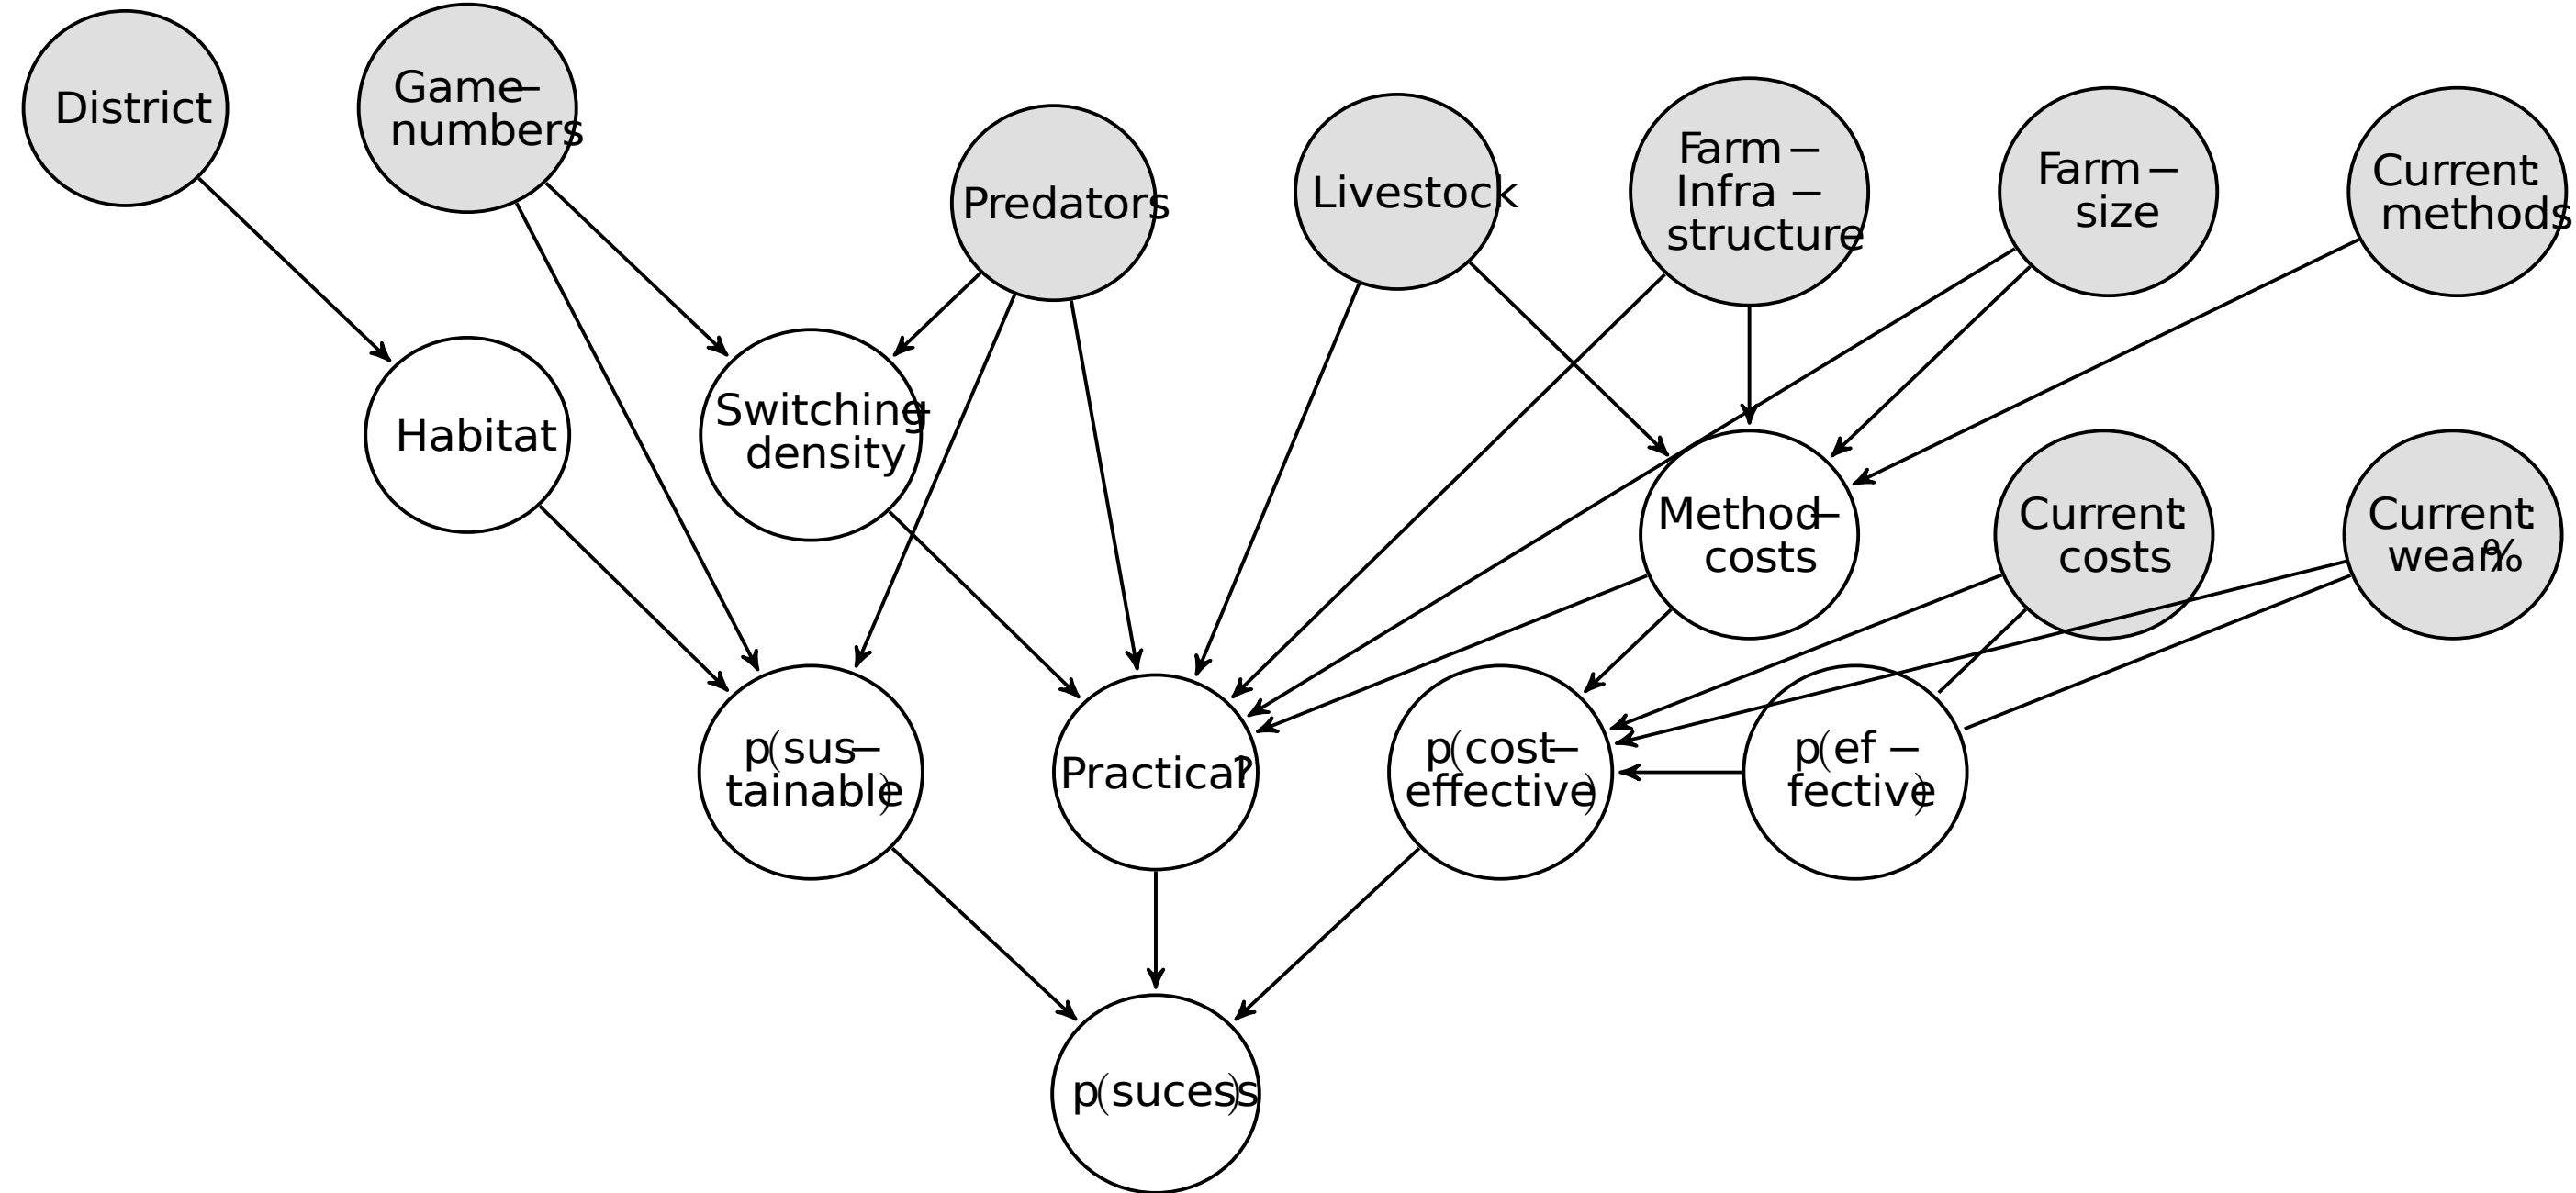 District
Game-
numbers
Predators
Livestock
Farm-
Infra-
structure
Farm-
size
Current:
methods
Habitat
Switching-
density
Method-
costs
Current:
costs
Current:
wean%
p(sus-
tainable)
Practical?
p(cost-
effective)
p(ef-
fective)
p(sucess)